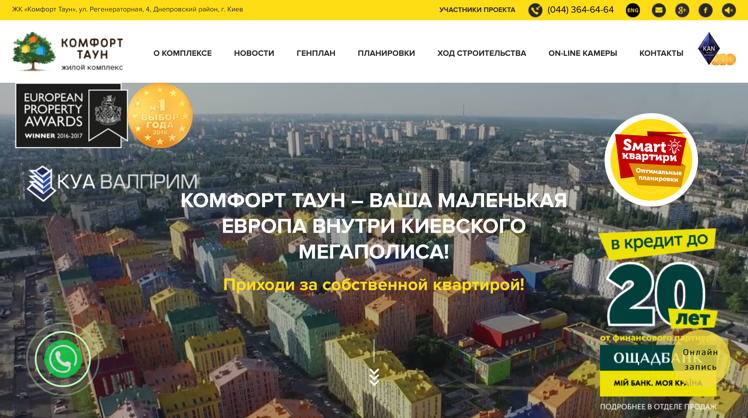 ЖК «Комфорт Таун», ул. Регенераторная, 4, Днепровский район, г. Киев
УЧАСТНИКИ ПРОЕКТА
(044) 364-64-64
ENG
КОМФОРТ
ТАУН
ЖИЛОЙ КОМПЛЕКС
О КОМПЛЕКСЕ
НОВОСТИ
ГЕНПЛАН
ПЛАНИРОВКИ
ХОД СТРОИТЕЛЬСТВА
ON-LINE КАМЕРЫ
КОНТАКТЫ
KAN
EUROPEAN
PROPERTY
AWARDS
WINNER 2016-2017
№1
ВЫБОР
ГОДА
2016
КУА ВАЛПРИМ
Smart
квартири
Оптимальные
планировки
КОМФОРТ ТАУН – ВАША МАЛЕНЬКАЯ
ЕВРОПА ВНУТРИ КИЕВСКОГО
МЕГАПОЛИСА!
Приходи за собственной квартирой!
в кредит до
20
лет
от финансового партнера
ОЩАДБАНК
МІЙ БАНК. МОЯ КРАЇНА
Онлайн
запись
ПОДРОБНЕЕ В ОТДЕЛЕ ПРОДАЖ